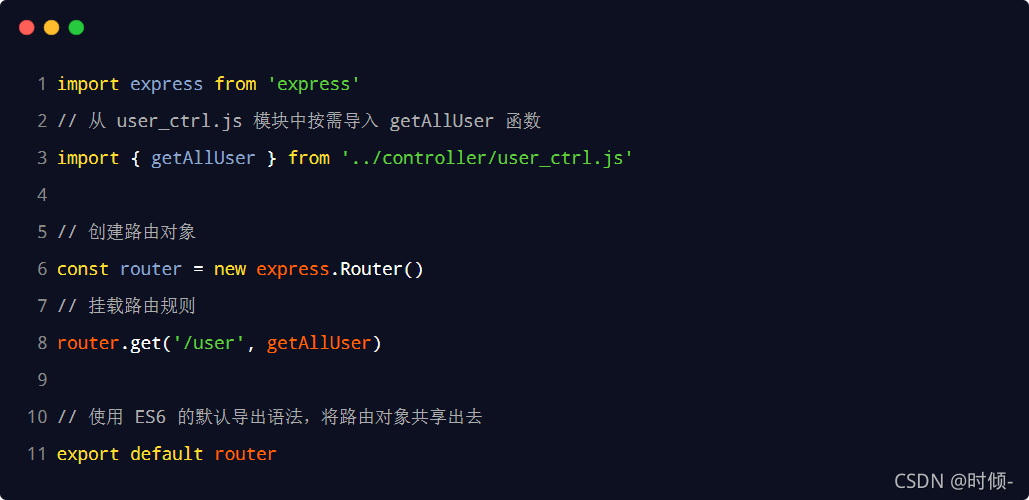 1 import express from 'express'
2 // 从 user_ctrl.js 模块中按需导入 getAllUser 函数
3 import { getAllUser } from '../controller/user_ctrl.js'
4
5 // 创建路由对象
6 const router = new express.Router()
7 // 挂载路由规则
8 router.get('/user', getAllUser)
9
10 // 使用 ES6 的默认导出语法，将路由对象共享出去
11 export default router
CSDN @时倾-